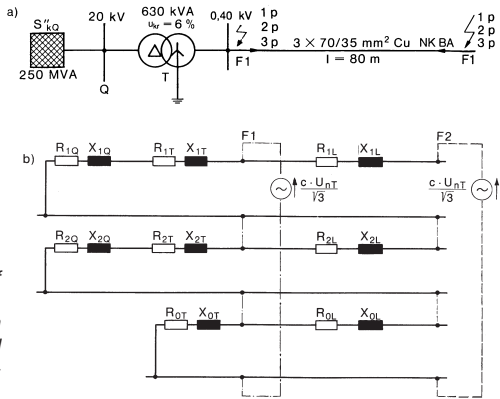 a)
S″kQ
250 MVA
20 kV
Q
630 kVA
ukr = 6 %
T
0,40 kV
F1
1 p
2 p
3 p
3 × 70/35 mm² Cu NKBA
l = 80 m
1 p
2 p
3 p
F1
b)
R1Q X1Q R1T X1T F1 R1L X1L F2
c · UnT
√3
c · UnT
√3
R2Q X2Q R2T X2T R2L X2L
R0T X0T R0L X0L